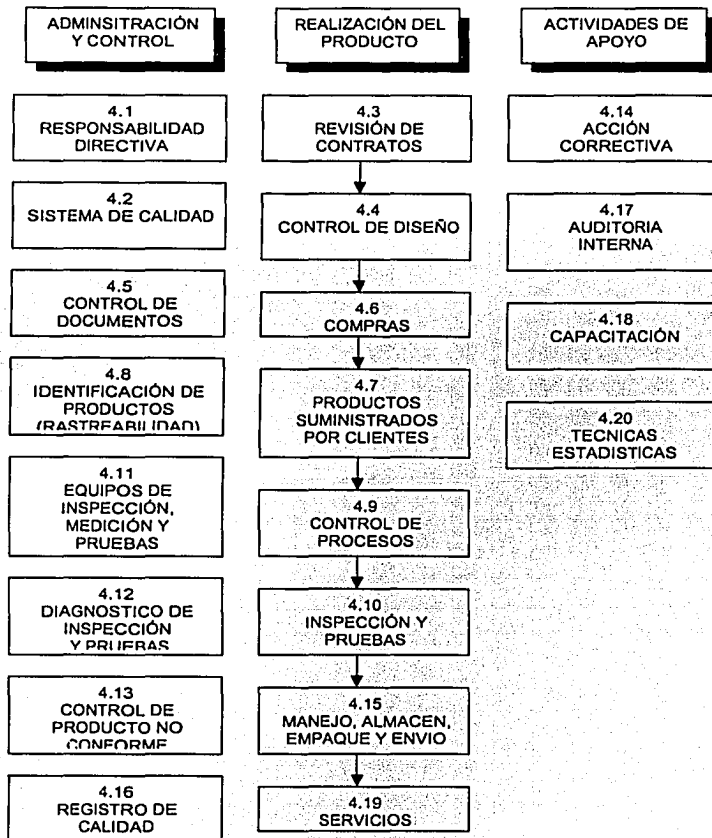 ADMINSITRACIÓN
Y CONTROL
4.1
RESPONSABILIDAD
DIRECTIVA
4.2
SISTEMA DE CALIDAD
4.5
CONTROL DE
DOCUMENTOS
4.8
IDENTIFICACIÓN DE
PRODUCTOS
(RASTREABILIDAD)
4.11
EQUIPOS DE
INSPECCIÓN,
MEDICIÓN Y
PRUEBAS
4.12
DIAGNOSTICO DE
INSPECCIÓN
Y PRUEBAS
4.13
CONTROL DE
PRODUCTO NO
CONFORME
4.16
REGISTRO DE
CALIDAD
REALIZACIÓN DEL
PRODUCTO
4.3
REVISIÓN DE
CONTRATOS
4.4
CONTROL DE DISEÑO
4.6
COMPRAS
4.7
PRODUCTOS
SUMINISTRADOS
POR CLIENTES
4.9
CONTROL DE
PROCESOS
4.10
INSPECCIÓN Y
PRUEBAS
4.15
MANEJO, ALMACEN,
EMPAQUE Y ENVIO
4.19
SERVICIOS
ACTIVIDADES DE
APOYO
4.14
ACCIÓN
CORRECTIVA
4.17
AUDITORIA
INTERNA
4.18
CAPACITACIÓN
4.20
TECNICAS
ESTADISTICAS